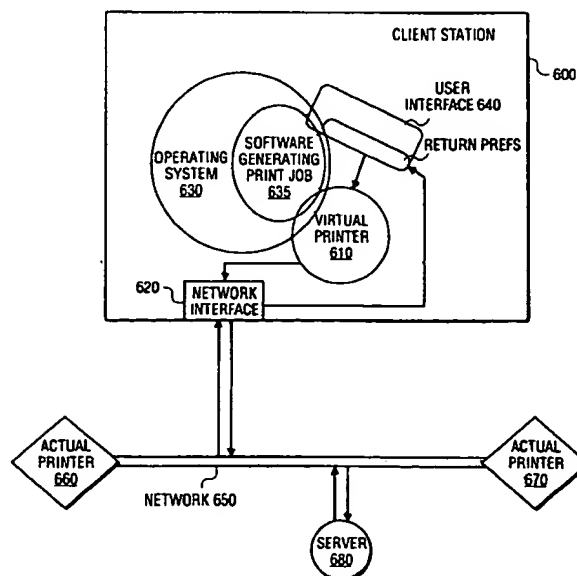 CLIENT STATION
600
USER
INTERFACE 640
RETURN PREFS
SOFTWARE
GENERATING
PRINT JOB
635
OPERATING
SYSTEM
630
VIRTUAL
PRINTER
610
620
NETWORK
INTERFACE
ACTUAL
PRINTER
660
ACTUAL
PRINTER
670
NETWORK 650
SERVER
680